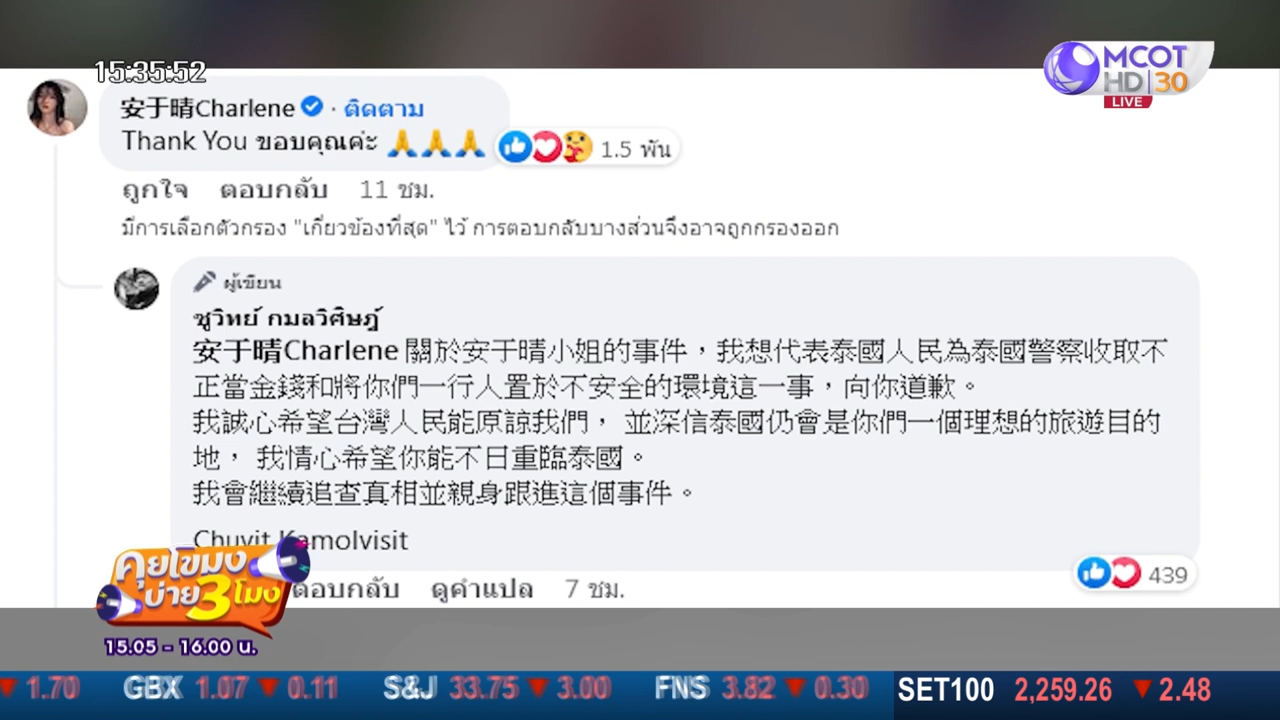 15:35:52
MCOT
HD 30
LIVE
安于晴Charlene · ติดตาม
Thank You ขอบคุณค่ะ 🙏🙏🙏
1.5 พัน
ถูกใจ ตอบกลับ 11 ชม.
มีการเลือกตัวกรอง "เกี่ยวข้องที่สุด" ไว้ การตอบกลับบางส่วนจึงอาจถูกกรองออก
ผู้เขียน
ชูวิทย์ กมลวิศิษฎ์
安于晴Charlene 關於安于晴小姐的事件，我想代表泰國人民為泰國警察收取不
正當金錢和將你們一行人置於不安全的環境這一事，向你道歉。
我誠心希望台灣人民能原諒我們， 並深信泰國仍會是你們一個理想的旅遊目的
地， 我情心希望你能不日重臨泰國。
我會繼續追查真相並親身跟進這個事件。
Chuvit Kamolvisit
439
ตอบกลับ ดูคำแปล 7 ชม.
คุยโขมง
บ่าย 3 โมง
15.05 - 16.00 น.
▼ 1.70 GBX 1.07 ▼ 0.11 S&J 33.75 ▼ 3.00 FNS 3.82 ▼ 0.30 SET100 2,259.26 ▼ 2.48